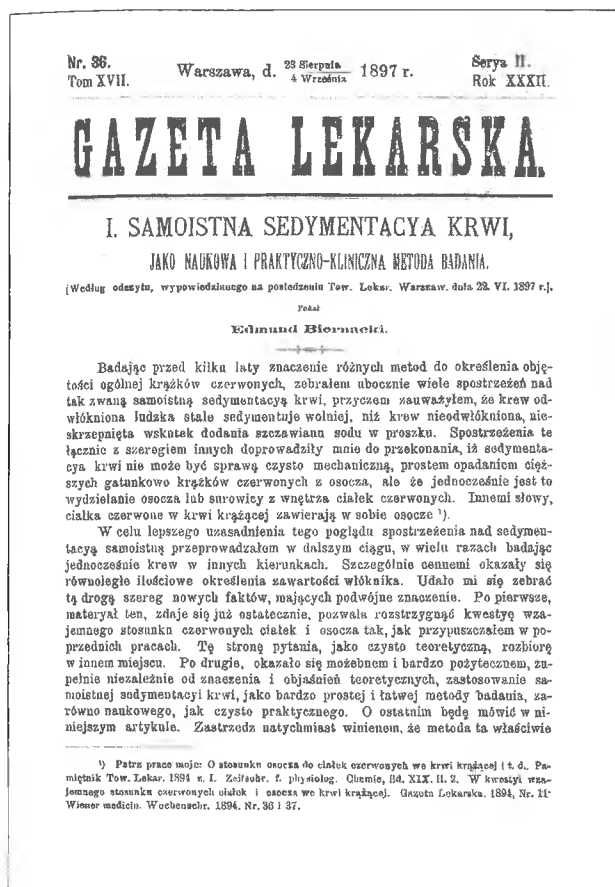 Nr. 36.
Tom XVII.
Warszawa, d. 23 Sierpnia / 4 Września 1897 r.
Serya II.
Rok XXXII.
GAZETA LEKARSKA.
I. SAMOISTNA SEDYMENTACYA KRWI,
JAKO NAUKOWA I PRAKTYCZNO-KLINICZNA METODA BADANIA.
[Według odczytu, wypowiedzianego na posiedzeniu Tow. Lekar. Warszaw. dnia 22. VI. 1897 r.].
Podał
Edmund Biernacki.
Badając przed kilku laty znaczenie różnych metod do określenia obję-
tości ogólnej krążków czerwonych, zebrałem ubocznie wiele spostrzeżeń nad
tak zwaną samoistną sedymentacyą krwi, przyczem zauważyłem, że krew od-
włókniona ludzka stale sedymentuje wolniej, niż krew nieodwłókniona, nie-
skrzepnięta wskutek dodania szczawianu sodu w proszku. Spostrzeżenia te
łącznie z szeregiem innych doprowadziły mnie do przekonania, iż sedymenta-
cya krwi nie może być sprawą czysto mechaniczną, prostem opadaniem cięż-
szych gatunkowo krążków czerwonych z osocza, ale że jednocześnie jest to
wydzielanie osocza lub surowicy z wnętrza ciałek czerwonych. Innemi słowy,
ciałka czerwone w krwi krążącej zawierają w sobie osocze ¹).
W celu lepszego uzasadnienia tego poglądu spostrzeżenia nad sedymen-
tacyą samoistną przeprowadzałem w dalszym ciągu, w wielu razach badając
jednocześnie krew w innych kierunkach. Szczególnie cennemi okazały się
równoległe ilościowe określenia zawartości włóknika. Udało mi się zebrać
tą drogą szereg nowych faktów, mających podwójne znaczenie. Po pierwsze,
materyał ten, zdaje się już ostatecznie, pozwala rozstrzygnąć kwestyę wza-
jemnego stosunku czerwonych ciałek i osocza tak, jak przypuszczałem w po-
przednich pracach. Tę stronę pytania, jako czysto teoretyczną, rozbiorę
w innem miejscu. Po drugie, okazało się możebnem i bardzo pożytecznem, zu-
pełnie niezależnie od znaczenia i objaśnień teoretycznych, zastosowanie sa-
moistnej sedymentacyi krwi, jako bardzo prostej i łatwej metody badania, za-
równo naukowego, jak czysto praktycznego. O ostatnim będę mówić w ni-
niejszym artykule. Zastrzedz natychmiast winienem, że metoda ta właściwie
¹) Patrz prace moje: O stosunku osocza do ciałek czerwonych we krwi krążącej i t. d. Pa-
miętnik Tow. Lekar. 1894 z. I. Zeitschr. f. physiolog. Chemie, Bd. XIX. H. 2. W kwestyi wza-
jemnego stosunku czerwonych ciałek i osocza we krwi krążącej. Gazeta Lekarska. 1894, Nr. 11.
Wiener medicin. Wochenschr. 1894. Nr. 36 i 37.